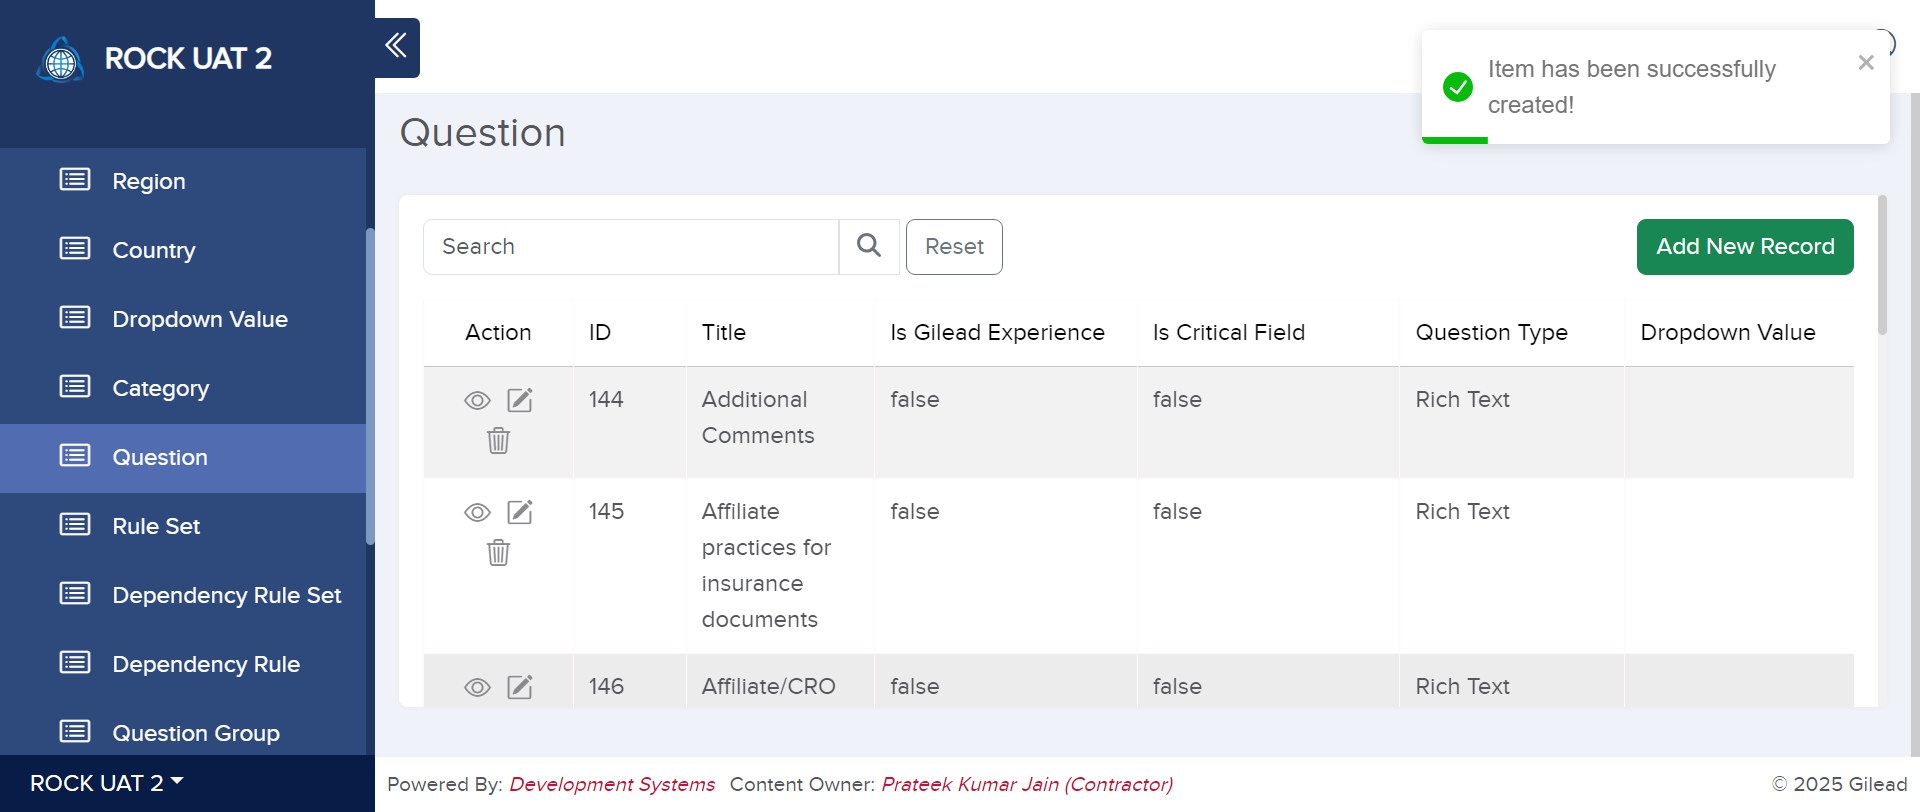 ROCK UAT 2
Region
Country
Dropdown Value
Category
Question
Rule Set
Dependency Rule Set
Dependency Rule
Question Group
ROCK UAT 2
Item has been successfully
created!
Question
Search
Reset
Add New Record
Action ID Title Is Gilead Experience Is Critical Field Question Type Dropdown Value
144 Additional Comments false false Rich Text
145 Affiliate practices for insurance documents false false Rich Text
146 Affiliate/CRO false false Rich Text
Powered By: Development Systems Content Owner: Prateek Kumar Jain (Contractor)
© 2025 Gilead